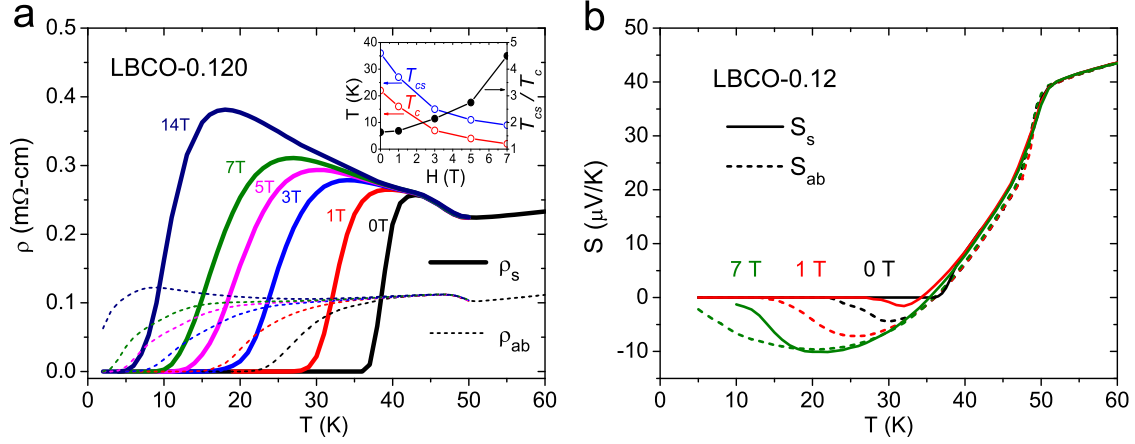 a
LBCO-0.120
ρ (mΩ-cm)
0.5
0.4
0.3
0.2
0.1
0.0
0 10 20 30 40 50 60
T (K)
14T
7T
5T
3T
1T
0T
ρs
ρab
T (K)
40
35
30
25
20
15
10
5
0
0 1 2 3 4 5 6 7
H (T)
5
4
3
2
1
Tcs / Tc
Tcs
Tc
b
LBCO-0.12
S (μV/K)
50
40
30
20
10
0
-10
0 10 20 30 40 50 60
T (K)
Ss
Sab
7 T 1 T 0 T